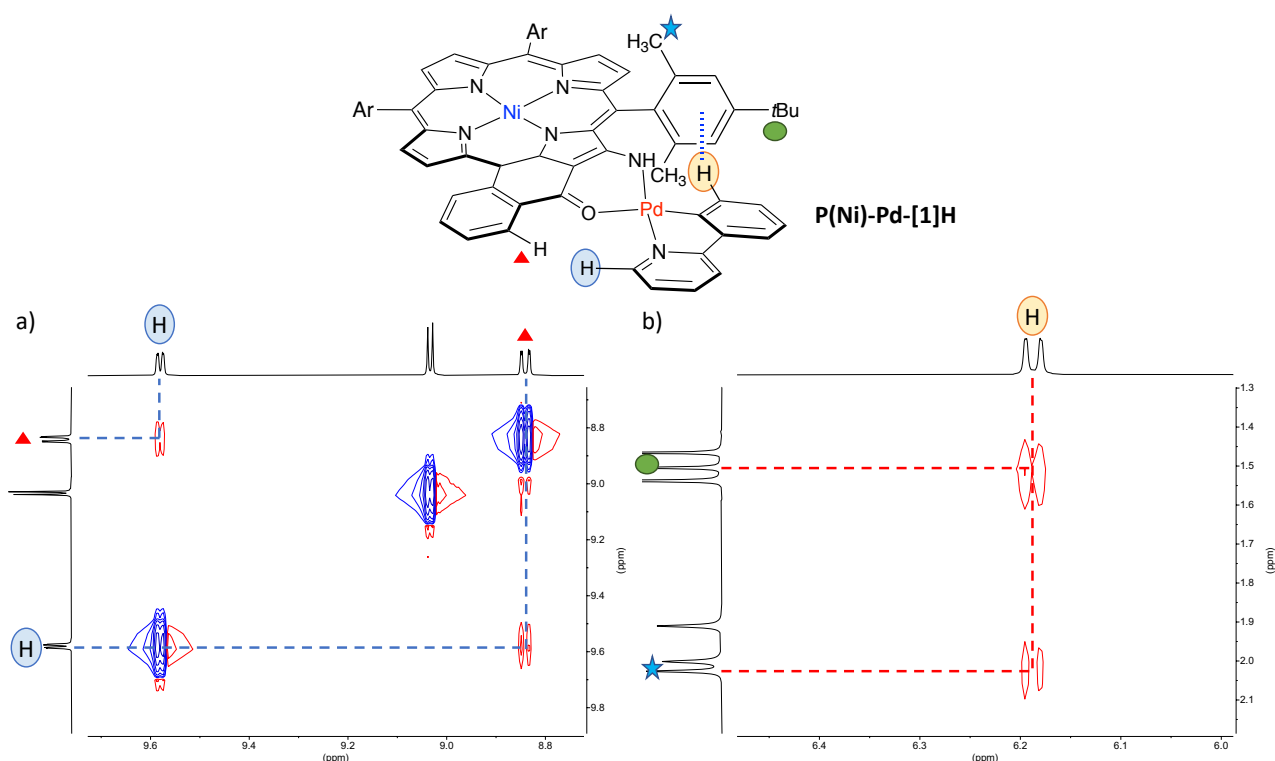 Ar
H₃C
N
N
Ar
Ni
tBu
N
N
NH
H
CH₃
O
Pd
P(Ni)-Pd-[1]H
H
N
H
a)
H
b)
H
1.3
1.4
8.8
1.5
9.0
1.6
9.2
1.7
(ppm)
(ppm)
1.8
9.4
1.9
H
9.6
2.0
9.8
2.1
9.6
9.4
9.2
9.0
8.8
(ppm)
6.4
6.3
6.2
6.1
6.0
(ppm)